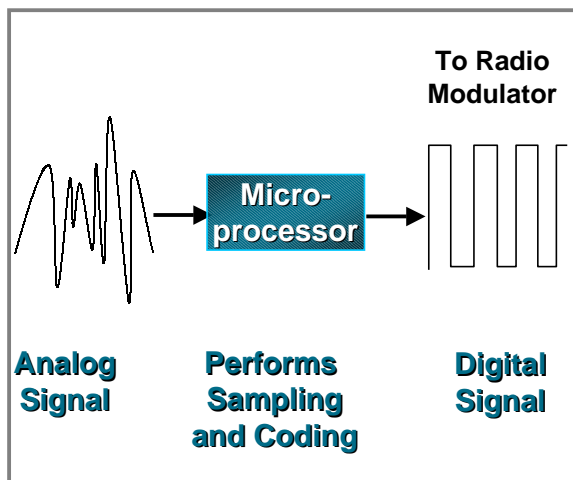 To Radio
Modulator
Micro-
processor
Analog
Signal
Performs
Sampling
and Coding
Digital
Signal